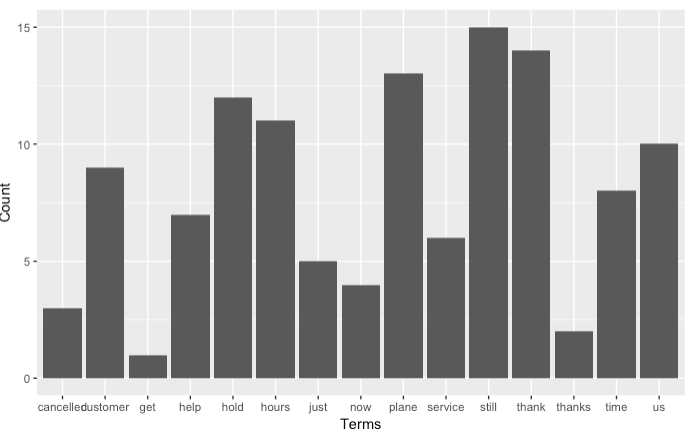 15
10
5
0
Count
cancelled customer get help hold hours just now plane service still thank thanks time us
Terms